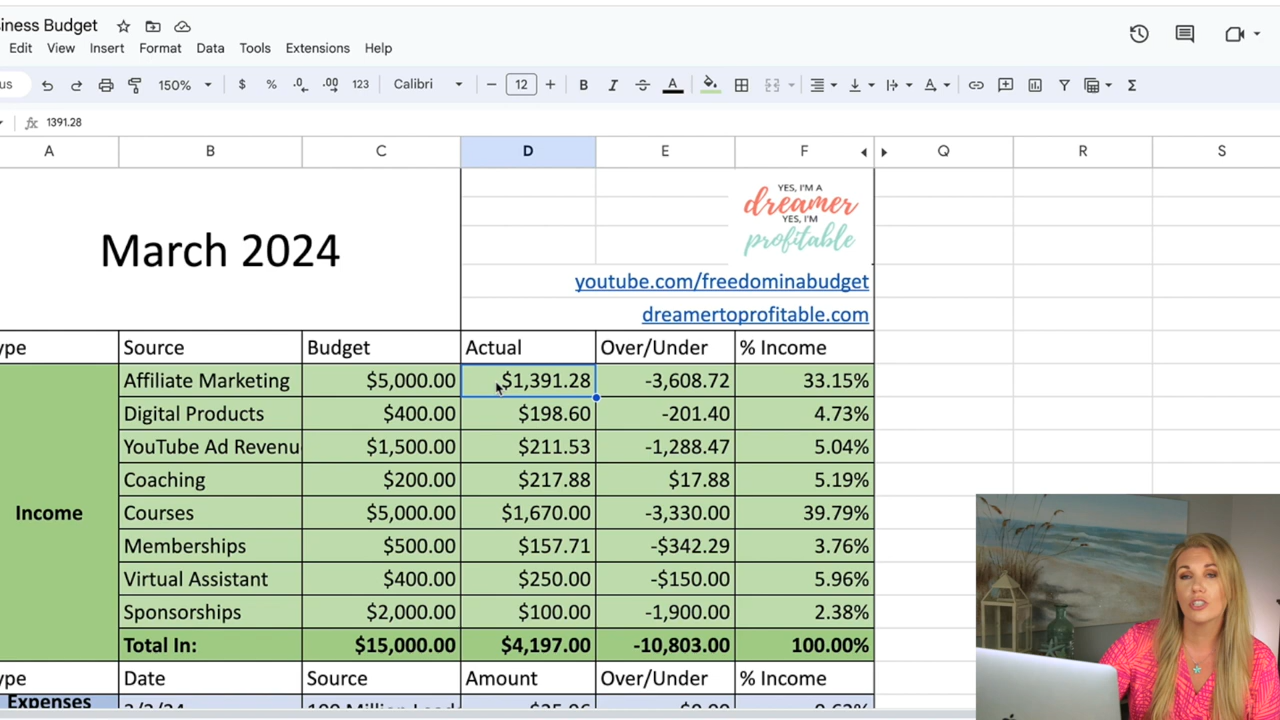 iness Budget
Edit View Insert Format Data Tools Extensions Help
us 150% $ % .0 .00 123 Calibri 12 B I A
fx 1391.28
A B C D E F Q R S
March 2024
YES, I'M A
dreamer
YES, I'M
profitable
youtube.com/freedominabudget
dreamertoprofitable.com
ype Source Budget Actual Over/Under % Income
Affiliate Marketing $5,000.00 $1,391.28 -3,608.72 33.15%
Digital Products $400.00 $198.60 -201.40 4.73%
YouTube Ad Revenu $1,500.00 $211.53 -1,288.47 5.04%
Coaching $200.00 $217.88 $17.88 5.19%
Income Courses $5,000.00 $1,670.00 -3,330.00 39.79%
Memberships $500.00 $157.71 -$342.29 3.76%
Virtual Assistant $400.00 $250.00 -$150.00 5.96%
Sponsorships $2,000.00 $100.00 -1,900.00 2.38%
Total In: $15,000.00 $4,197.00 -10,803.00 100.00%
ype Date Source Amount Over/Under % Income
Expenses